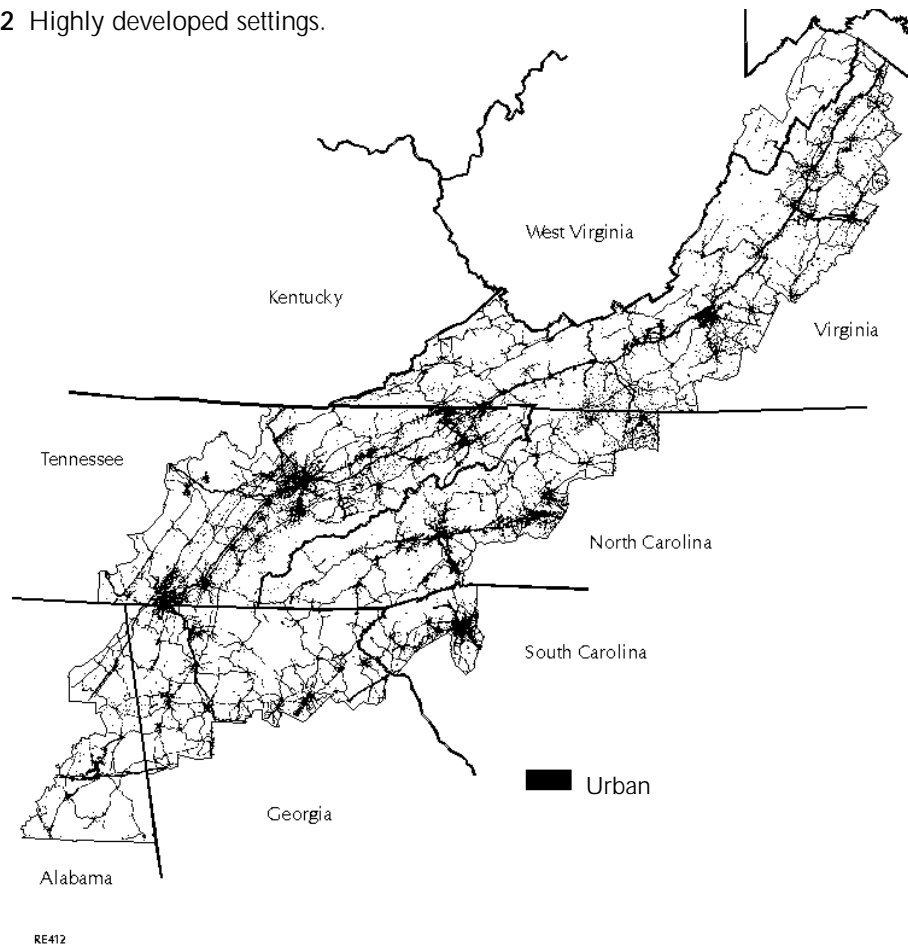 2 Highly developed settings.
West Virginia
Kentucky
Virginia
Tennessee
North Carolina
South Carolina
Urban
Georgia
Alabama
RE412